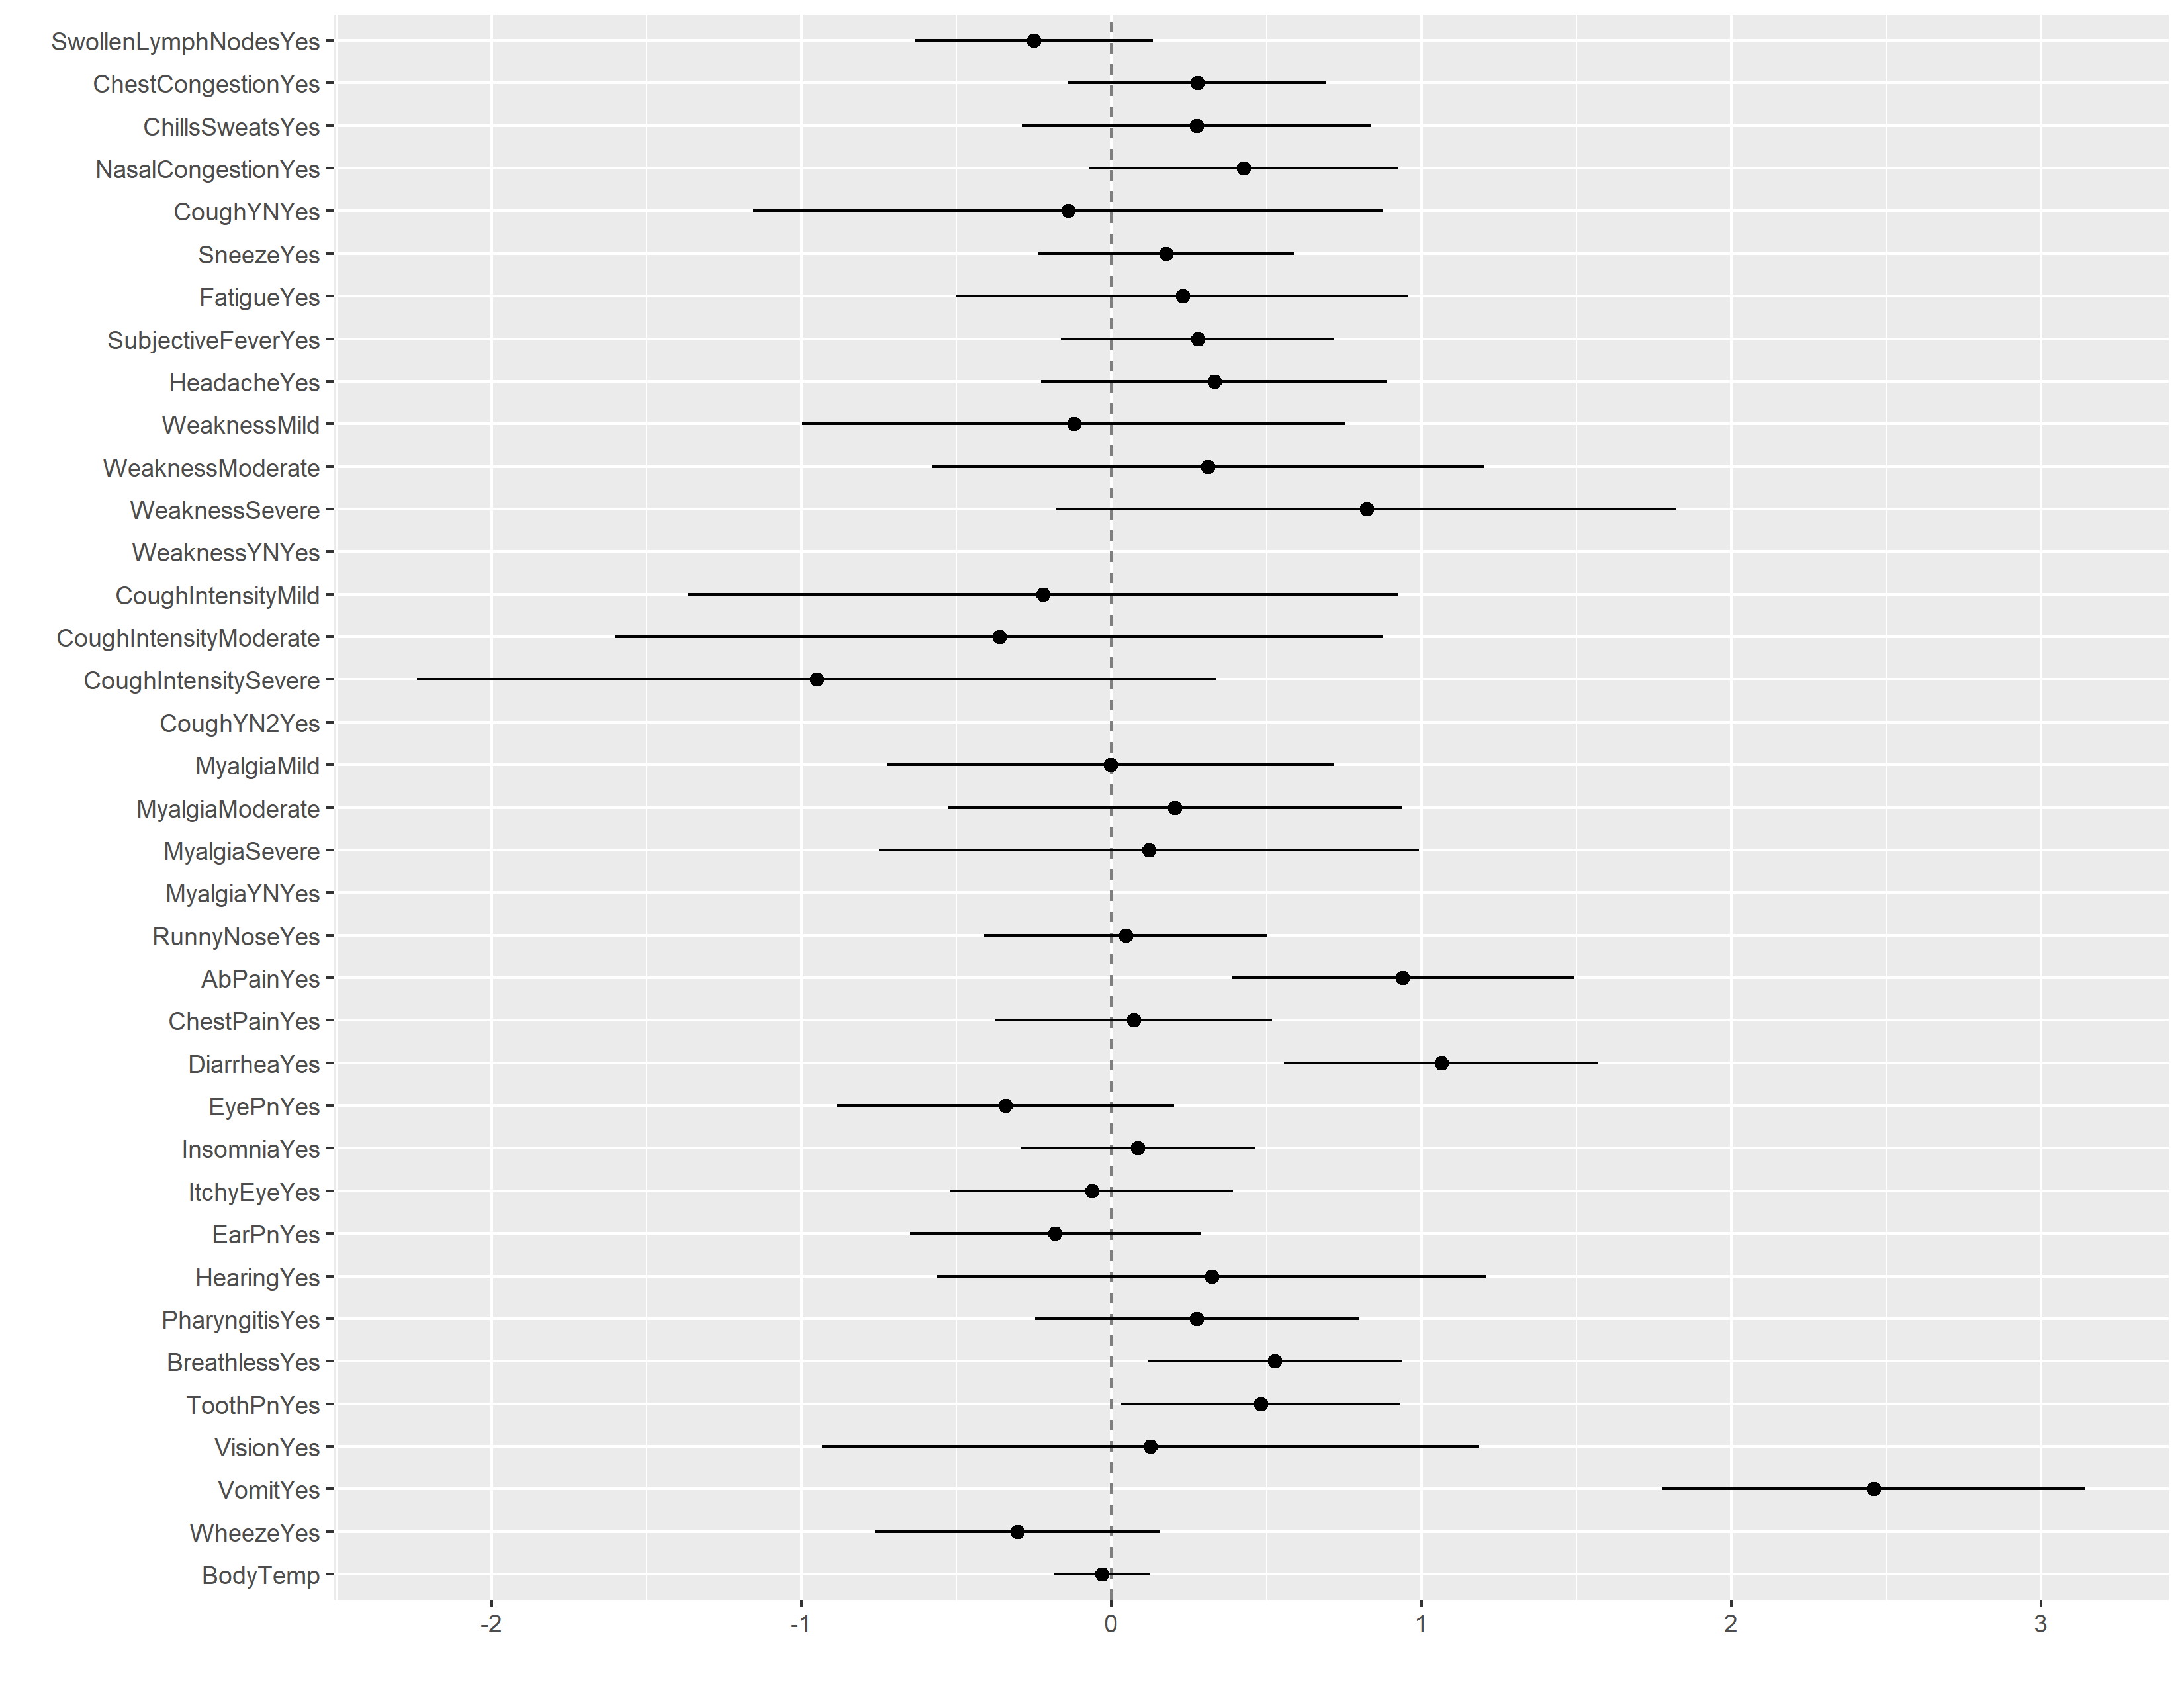 SwollenLymphNodesYes
ChestCongestionYes
ChillsSweatsYes
NasalCongestionYes
CoughYNYes
SneezeYes
FatigueYes
SubjectiveFeverYes
HeadacheYes
WeaknessMild
WeaknessModerate
WeaknessSevere
WeaknessYNYes
CoughIntensityMild
CoughIntensityModerate
CoughIntensitySevere
CoughYN2Yes
MyalgiaMild
MyalgiaModerate
MyalgiaSevere
MyalgiaYNYes
RunnyNoseYes
AbPainYes
ChestPainYes
DiarrheaYes
EyePnYes
InsomniaYes
ItchyEyeYes
EarPnYes
HearingYes
PharyngitisYes
BreathlessYes
ToothPnYes
VisionYes
VomitYes
WheezeYes
BodyTemp
-2 -1 0 1 2 3